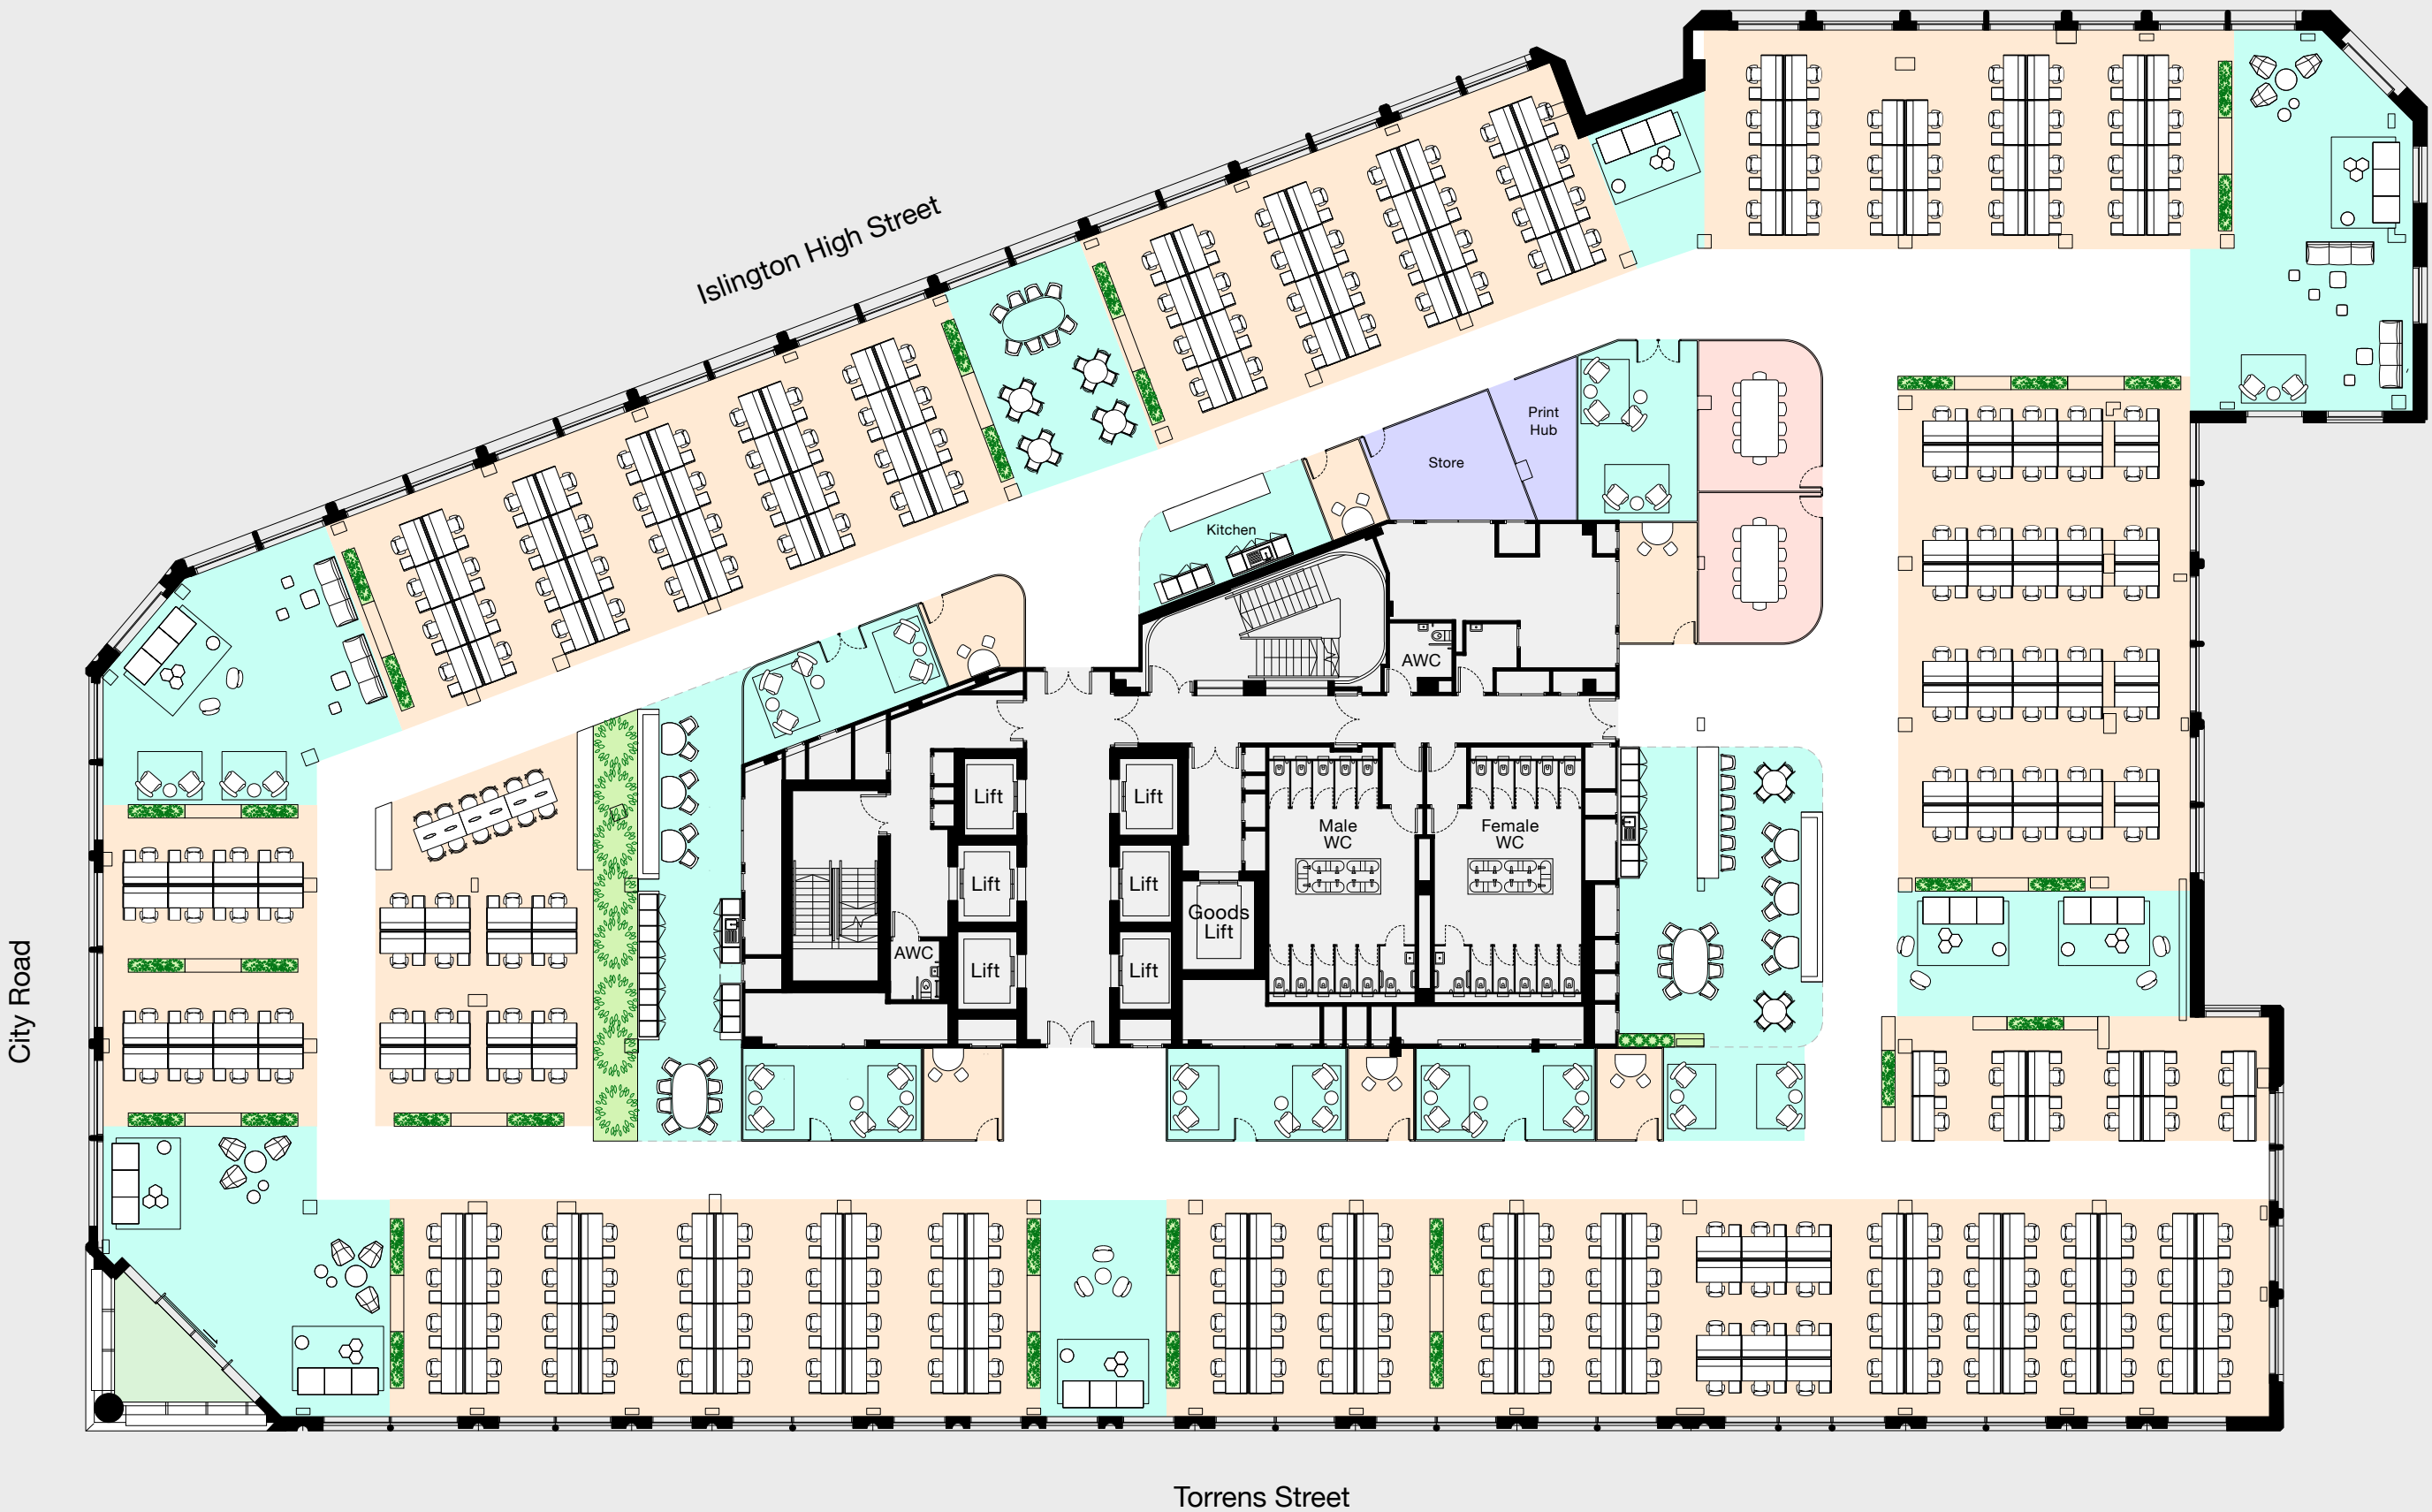 Islington High Street
Print
Hub
Store
Kitchen
AWC
Lift
Lift
Male
WC
Female
WC
Lift
Lift
Goods
Lift
AWC
Lift
Lift
City Road
Torrens Street